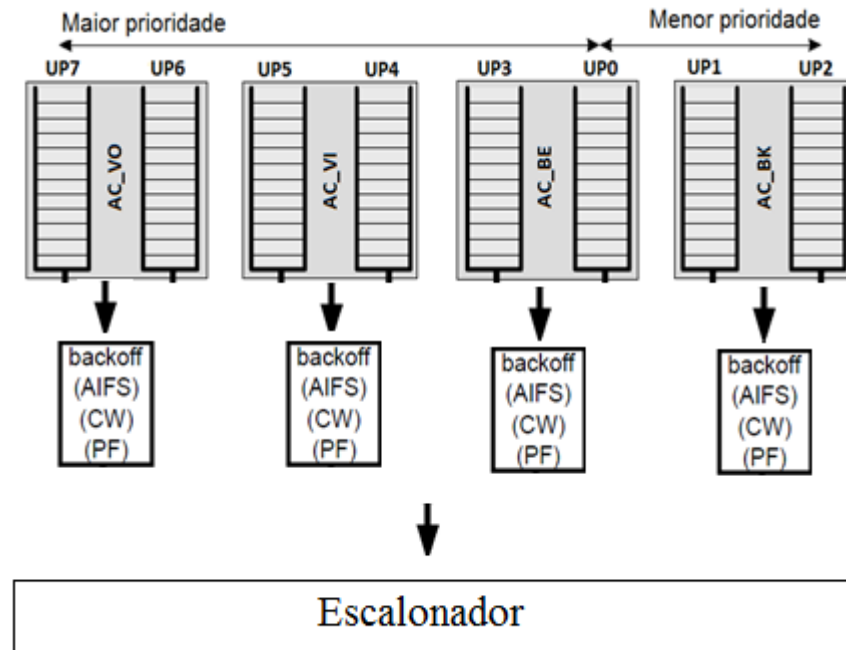 Maior prioridade
Menor prioridade
UP7 UP6 UP5 UP4 UP3 UP0 UP1 UP2
AC_VO
AC_VI
AC_BE
AC_BK
backoff
(AIFS)
(CW)
(PF)
backoff
(AIFS)
(CW)
(PF)
backoff
(AIFS)
(CW)
(PF)
backoff
(AIFS)
(CW)
(PF)
Escalonador